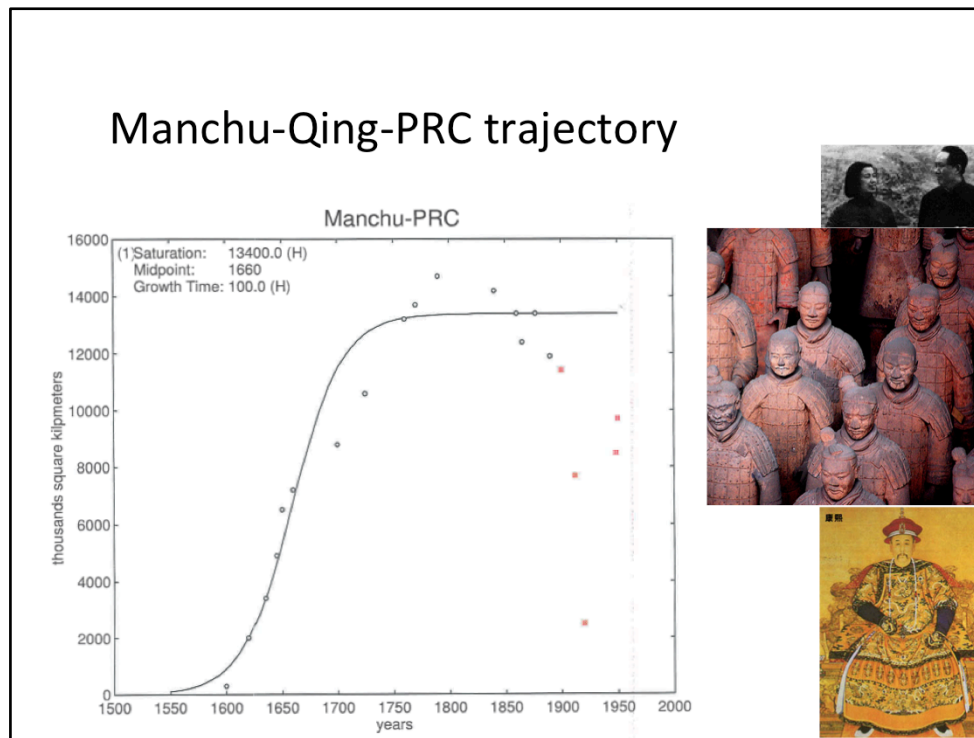 Manchu-Qing-PRC trajectory
Manchu-PRC
(1) Saturation: 13400.0 (H)
Midpoint: 1660
Growth Time: 100.0 (H)
16000
14000
12000
10000
8000
6000
4000
2000
0
thousands square kilpmeters
1500 1550 1600 1650 1700 1750 1800 1850 1900 1950 2000
years
康熙